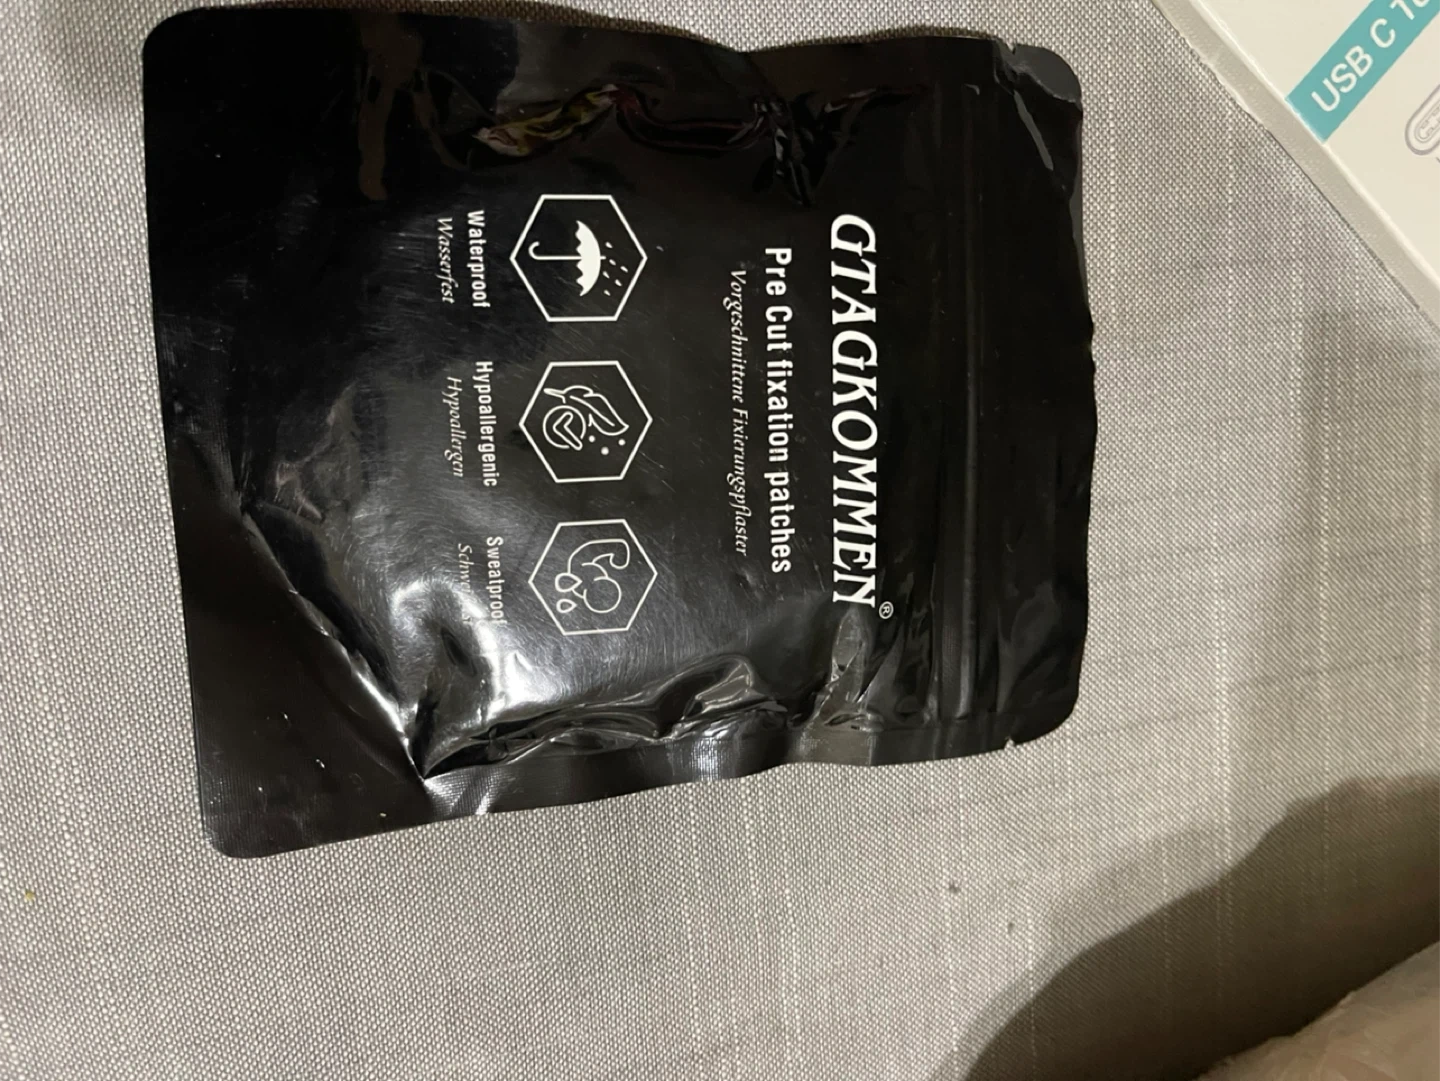 GTAGKOMMEN®
Pre Cut fixation patches
Vorgeschnittene Fixierungspflaster
Waterproof
Wasserfest
Hypoallergenic
Hypoallergen
Sweatproof
USB C